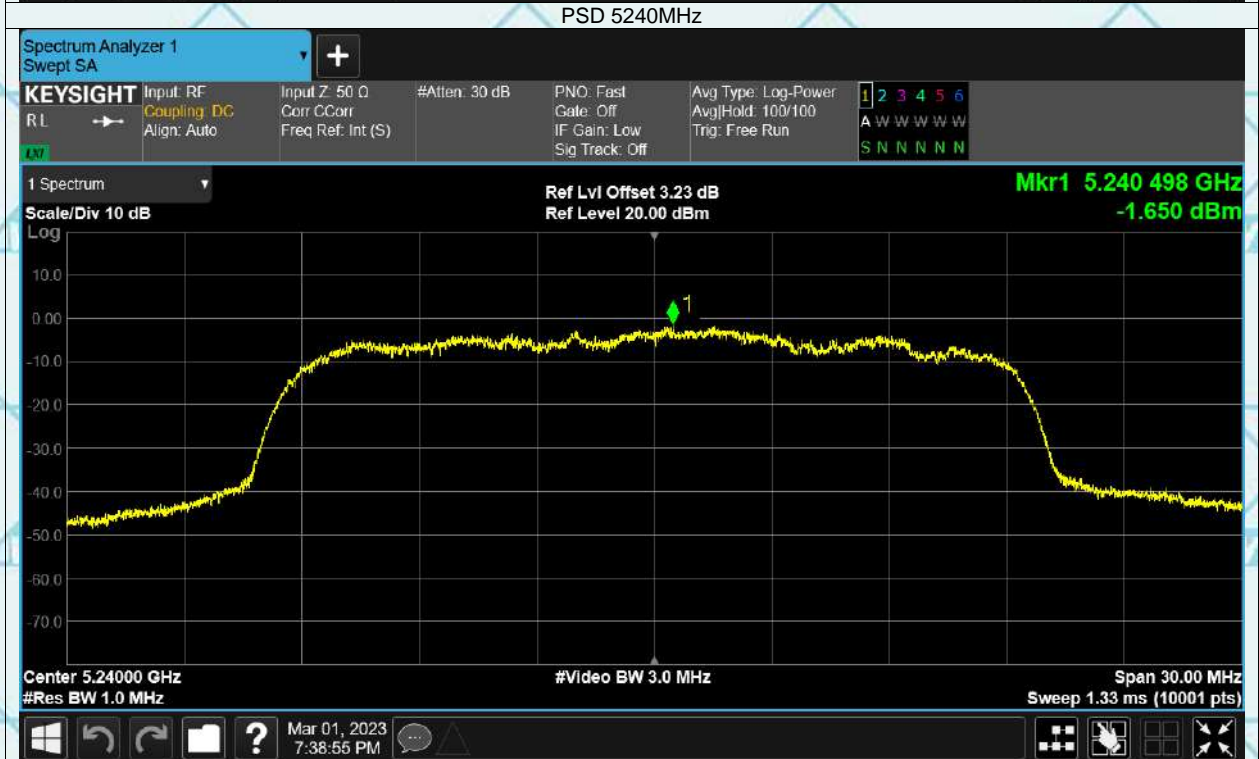 PSD 5240MHz
Spectrum Analyzer 1
Swept SA
+
KEYSIGHT
RL
LXI
Input: RF
Coupling: DC
Align: Auto
Input Z: 50 Ω
Corr CCorr
Freq Ref: Int (S)
#Atten: 30 dB
PNO: Fast
Gate: Off
IF Gain: Low
Sig Track: Off
Avg Type: Log-Power
Avg|Hold: 100/100
Trig: Free Run
1 2 3 4 5 6
A W W W W W
S N N N N N
1 Spectrum
Scale/Div 10 dB
Ref Lvl Offset 3.23 dB
Ref Level 20.00 dBm
Mkr1 5.240 498 GHz
-1.650 dBm
Log
10.0
0.00
-10.0
-20.0
-30.0
-40.0
-50.0
-60.0
-70.0
1
Center 5.24000 GHz
#Res BW 1.0 MHz
#Video BW 3.0 MHz
Span 30.00 MHz
Sweep 1.33 ms (10001 pts)
?
Mar 01, 2023
7:38:55 PM